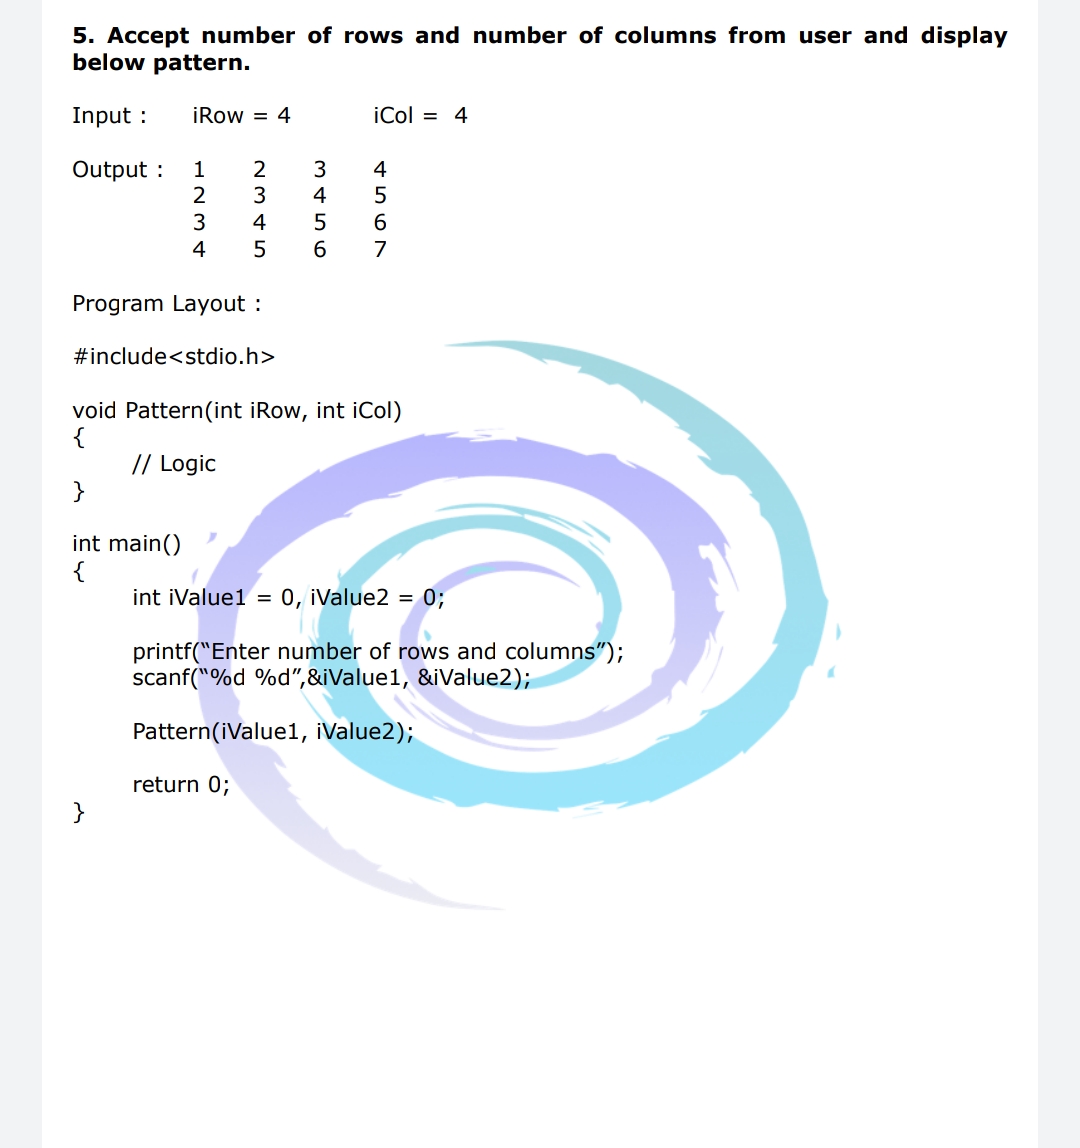 5. Accept number of rows and number of columns from user and display
below pattern.
Input : iRow = 4 iCol = 4
Output : 1 2 3 4
2 3 4 5
3 4 5 6
4 5 6 7
Program Layout :
#include<stdio.h>
void Pattern(int iRow, int iCol)
{
// Logic
}
int main()
{
int iValue1 = 0, iValue2 = 0;
printf(“Enter number of rows and columns”);
scanf(“%d %d”,&iValue1, &iValue2);
Pattern(iValue1, iValue2);
return 0;
}